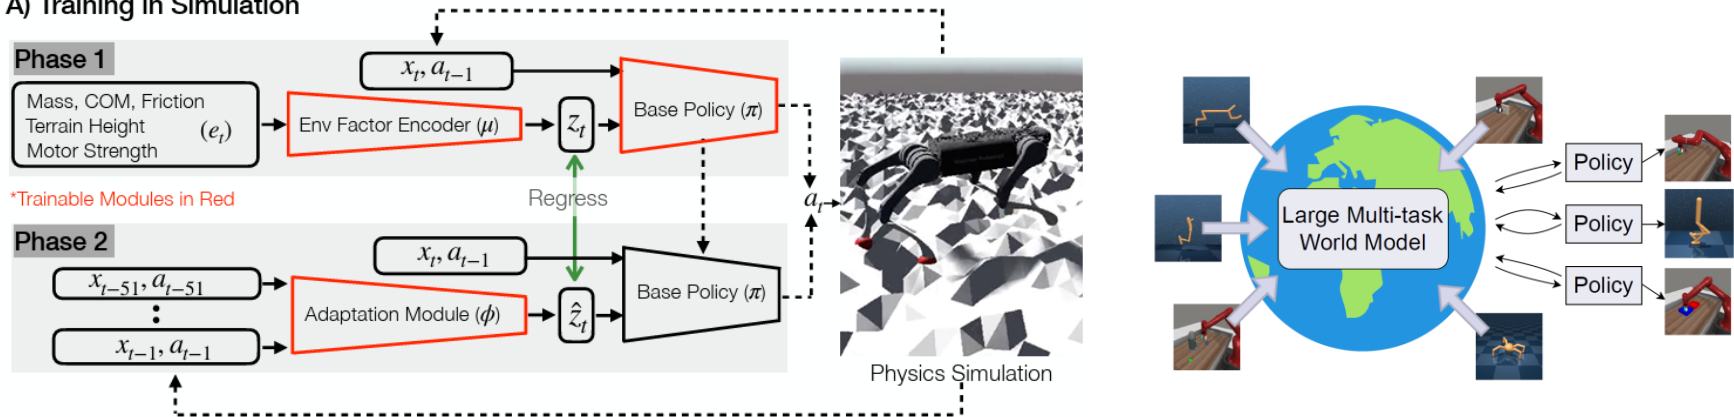 A) Training in Simulation
Phase 1
Mass, COM, Friction
Terrain Height
Motor Strength
(e_t)
Env Factor Encoder (μ)
z_t
x_t, a_{t−1}
Base Policy (π)
*Trainable Modules in Red
Regress
a_t
Phase 2
x_{t−51}, a_{t−51}
x_{t−1}, a_{t−1}
Adaptation Module (ϕ)
ẑ_t
x_t, a_{t−1}
Base Policy (π)
Physics Simulation
Large Multi-task
World Model
Policy
Policy
Policy